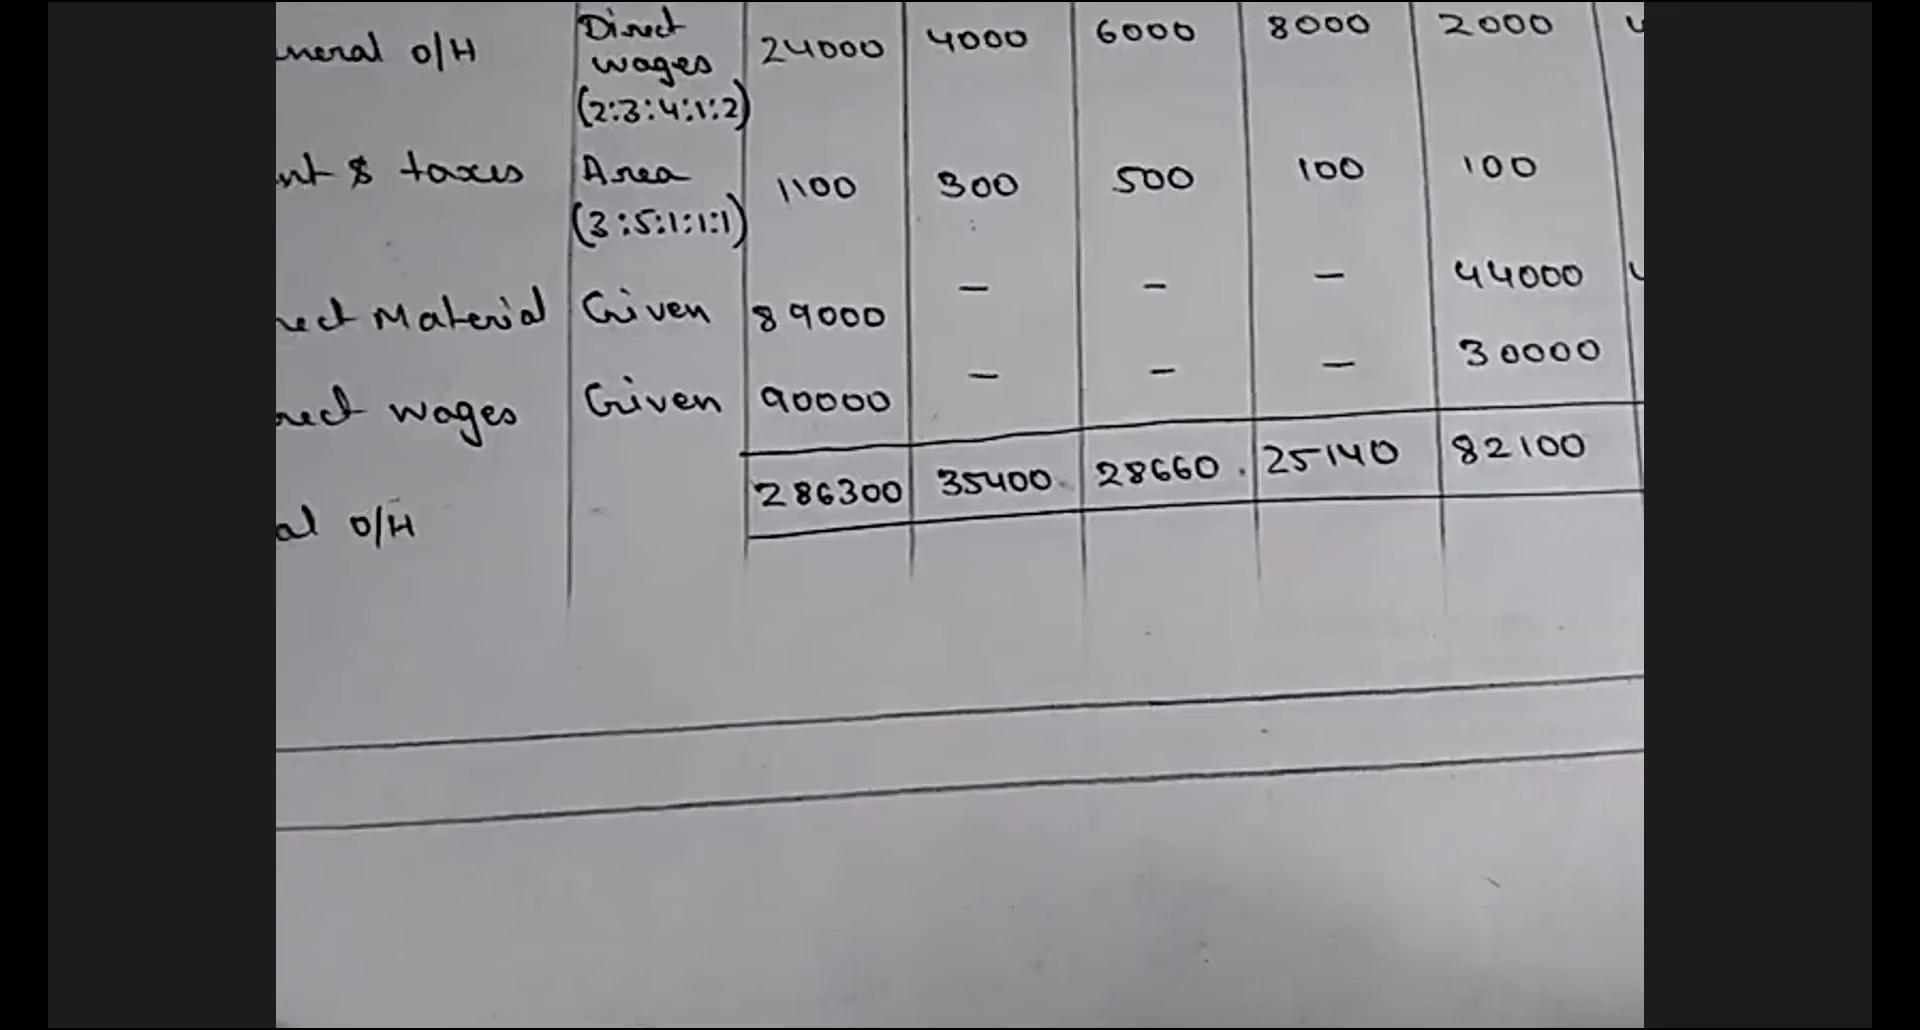 neral O/H Direct wages (2:3:4:1:2) 24000 4000 6000 8000 2000
nt & taxes Area (3:5:1:1:1) 1100 300 500 100 100
rect Material Given 89000 - - - 44000
rect wages Given 90000 - - - 30000
al O/H 286300 35400 28660 25140 82100